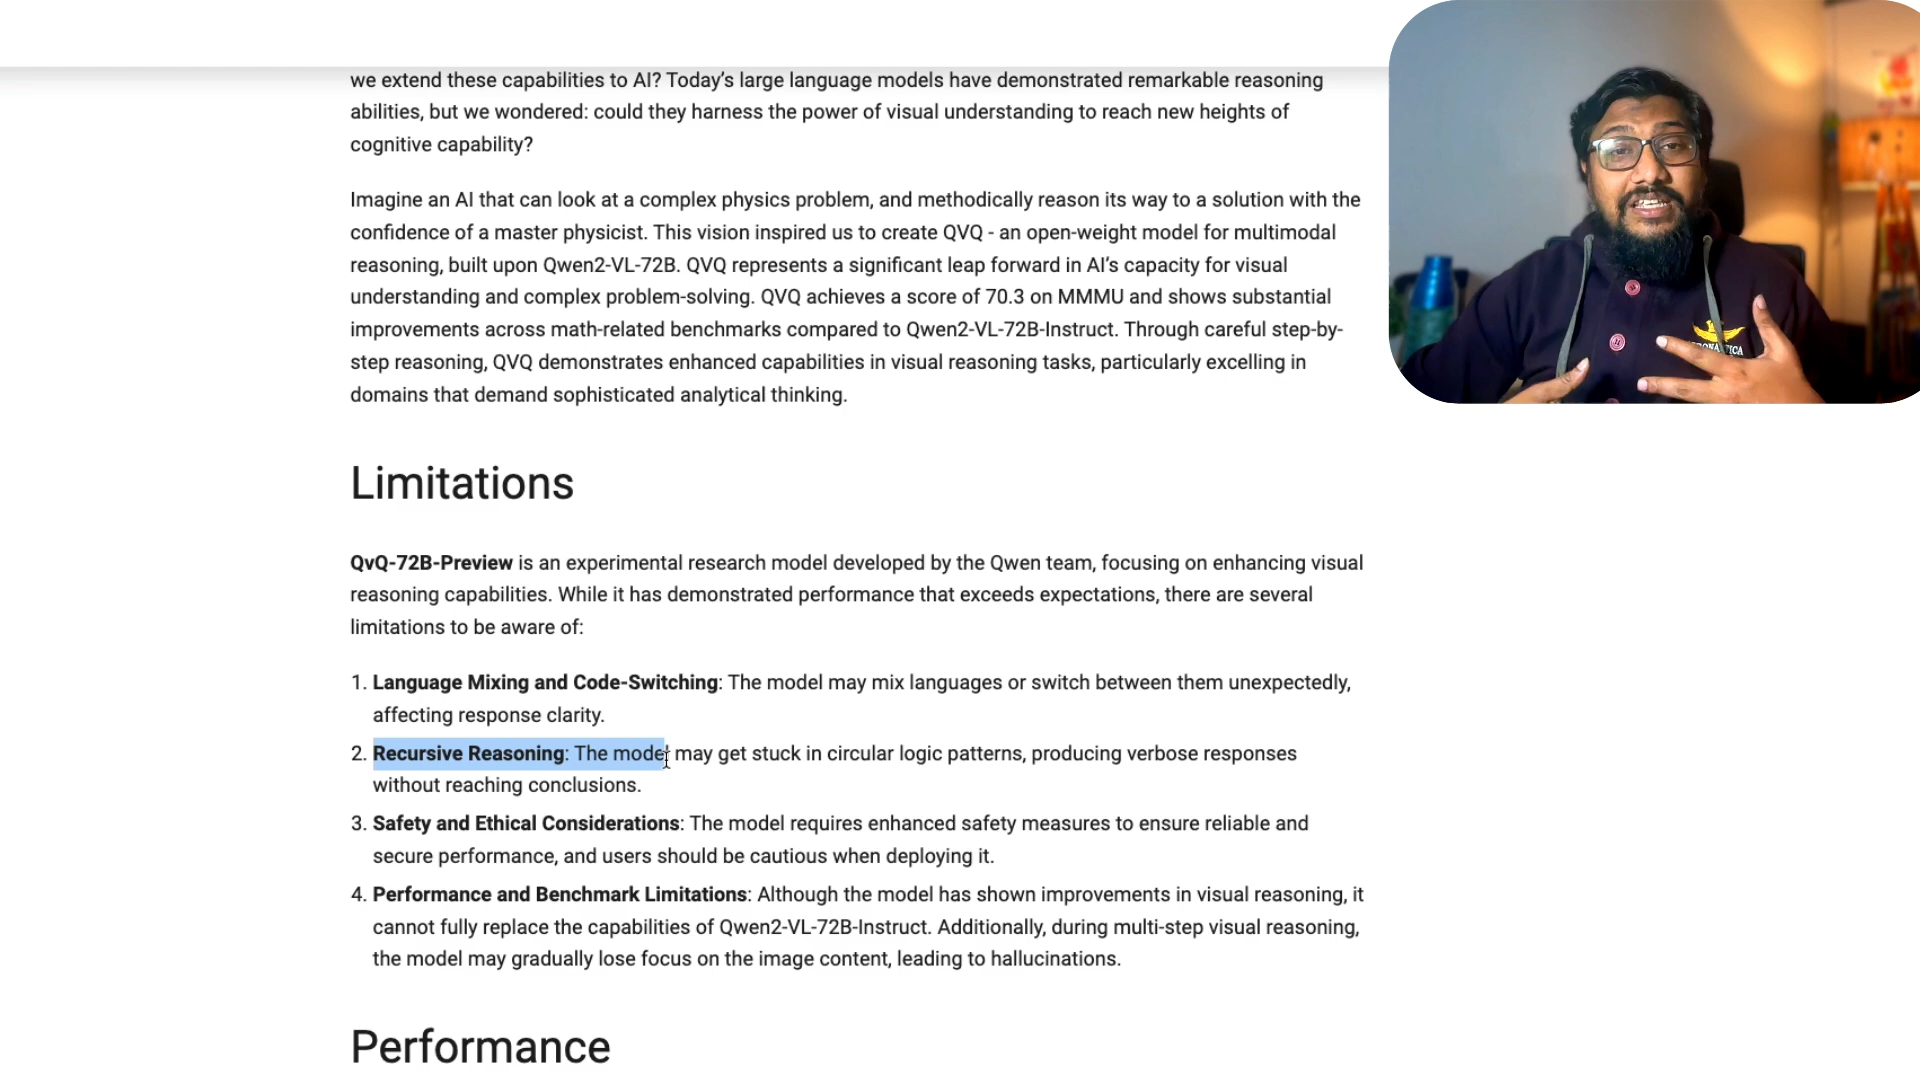 we extend these capabilities to AI? Today’s large language models have demonstrated remarkable reasoning
abilities, but we wondered: could they harness the power of visual understanding to reach new heights of
cognitive capability?
Imagine an AI that can look at a complex physics problem, and methodically reason its way to a solution with the
confidence of a master physicist. This vision inspired us to create QVQ - an open-weight model for multimodal
reasoning, built upon Qwen2-VL-72B. QVQ represents a significant leap forward in AI’s capacity for visual
understanding and complex problem-solving. QVQ achieves a score of 70.3 on MMMU and shows substantial
improvements across math-related benchmarks compared to Qwen2-VL-72B-Instruct. Through careful step-by-
step reasoning, QVQ demonstrates enhanced capabilities in visual reasoning tasks, particularly excelling in
domains that demand sophisticated analytical thinking.
Limitations
QvQ-72B-Preview is an experimental research model developed by the Qwen team, focusing on enhancing visual
reasoning capabilities. While it has demonstrated performance that exceeds expectations, there are several
limitations to be aware of:
1. Language Mixing and Code-Switching: The model may mix languages or switch between them unexpectedly,
affecting response clarity.
2. Recursive Reasoning: The model may get stuck in circular logic patterns, producing verbose responses
without reaching conclusions.
3. Safety and Ethical Considerations: The model requires enhanced safety measures to ensure reliable and
secure performance, and users should be cautious when deploying it.
4. Performance and Benchmark Limitations: Although the model has shown improvements in visual reasoning, it
cannot fully replace the capabilities of Qwen2-VL-72B-Instruct. Additionally, during multi-step visual reasoning,
the model may gradually lose focus on the image content, leading to hallucinations.
Performance